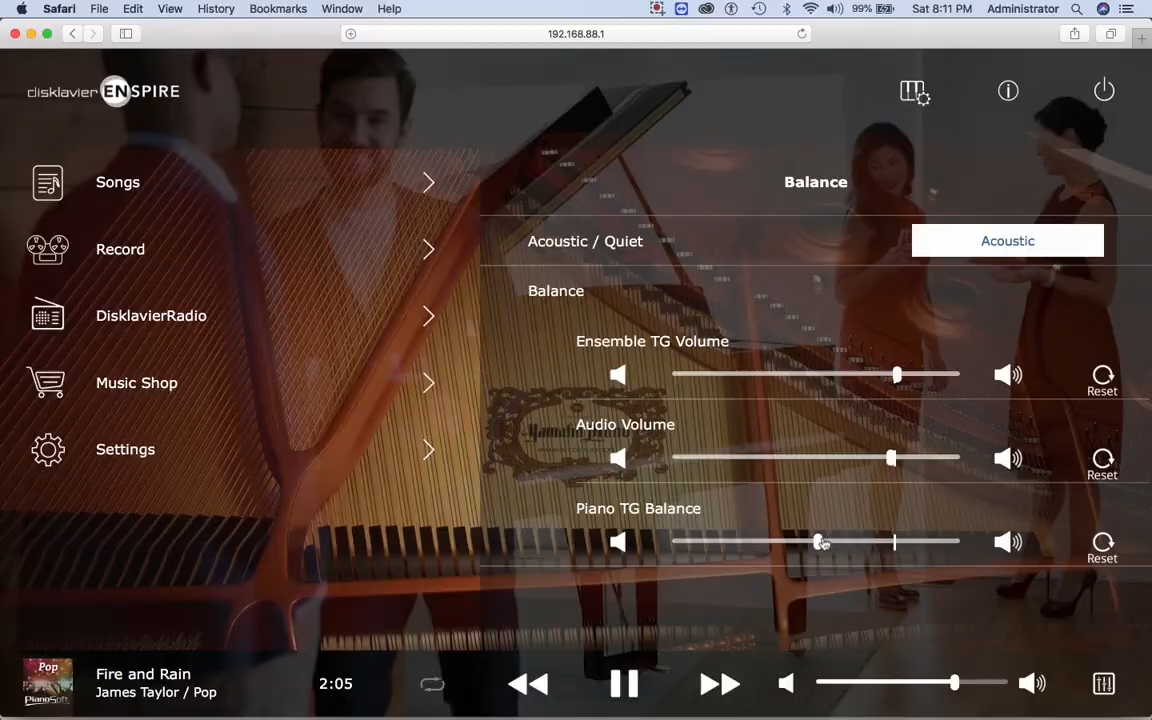 Safari File Edit View History Bookmarks Window Help 99% Sat 8:11 PM Administrator
192.168.88.1
disklavier ENSPIRE
Songs
Record
DisklavierRadio
Music Shop
Settings
Balance
Acoustic / Quiet Acoustic
Balance
Ensemble TG Volume
Reset
Audio Volume
Reset
Piano TG Balance
Reset
Pop
PianoSoft
Fire and Rain
James Taylor / Pop
2:05